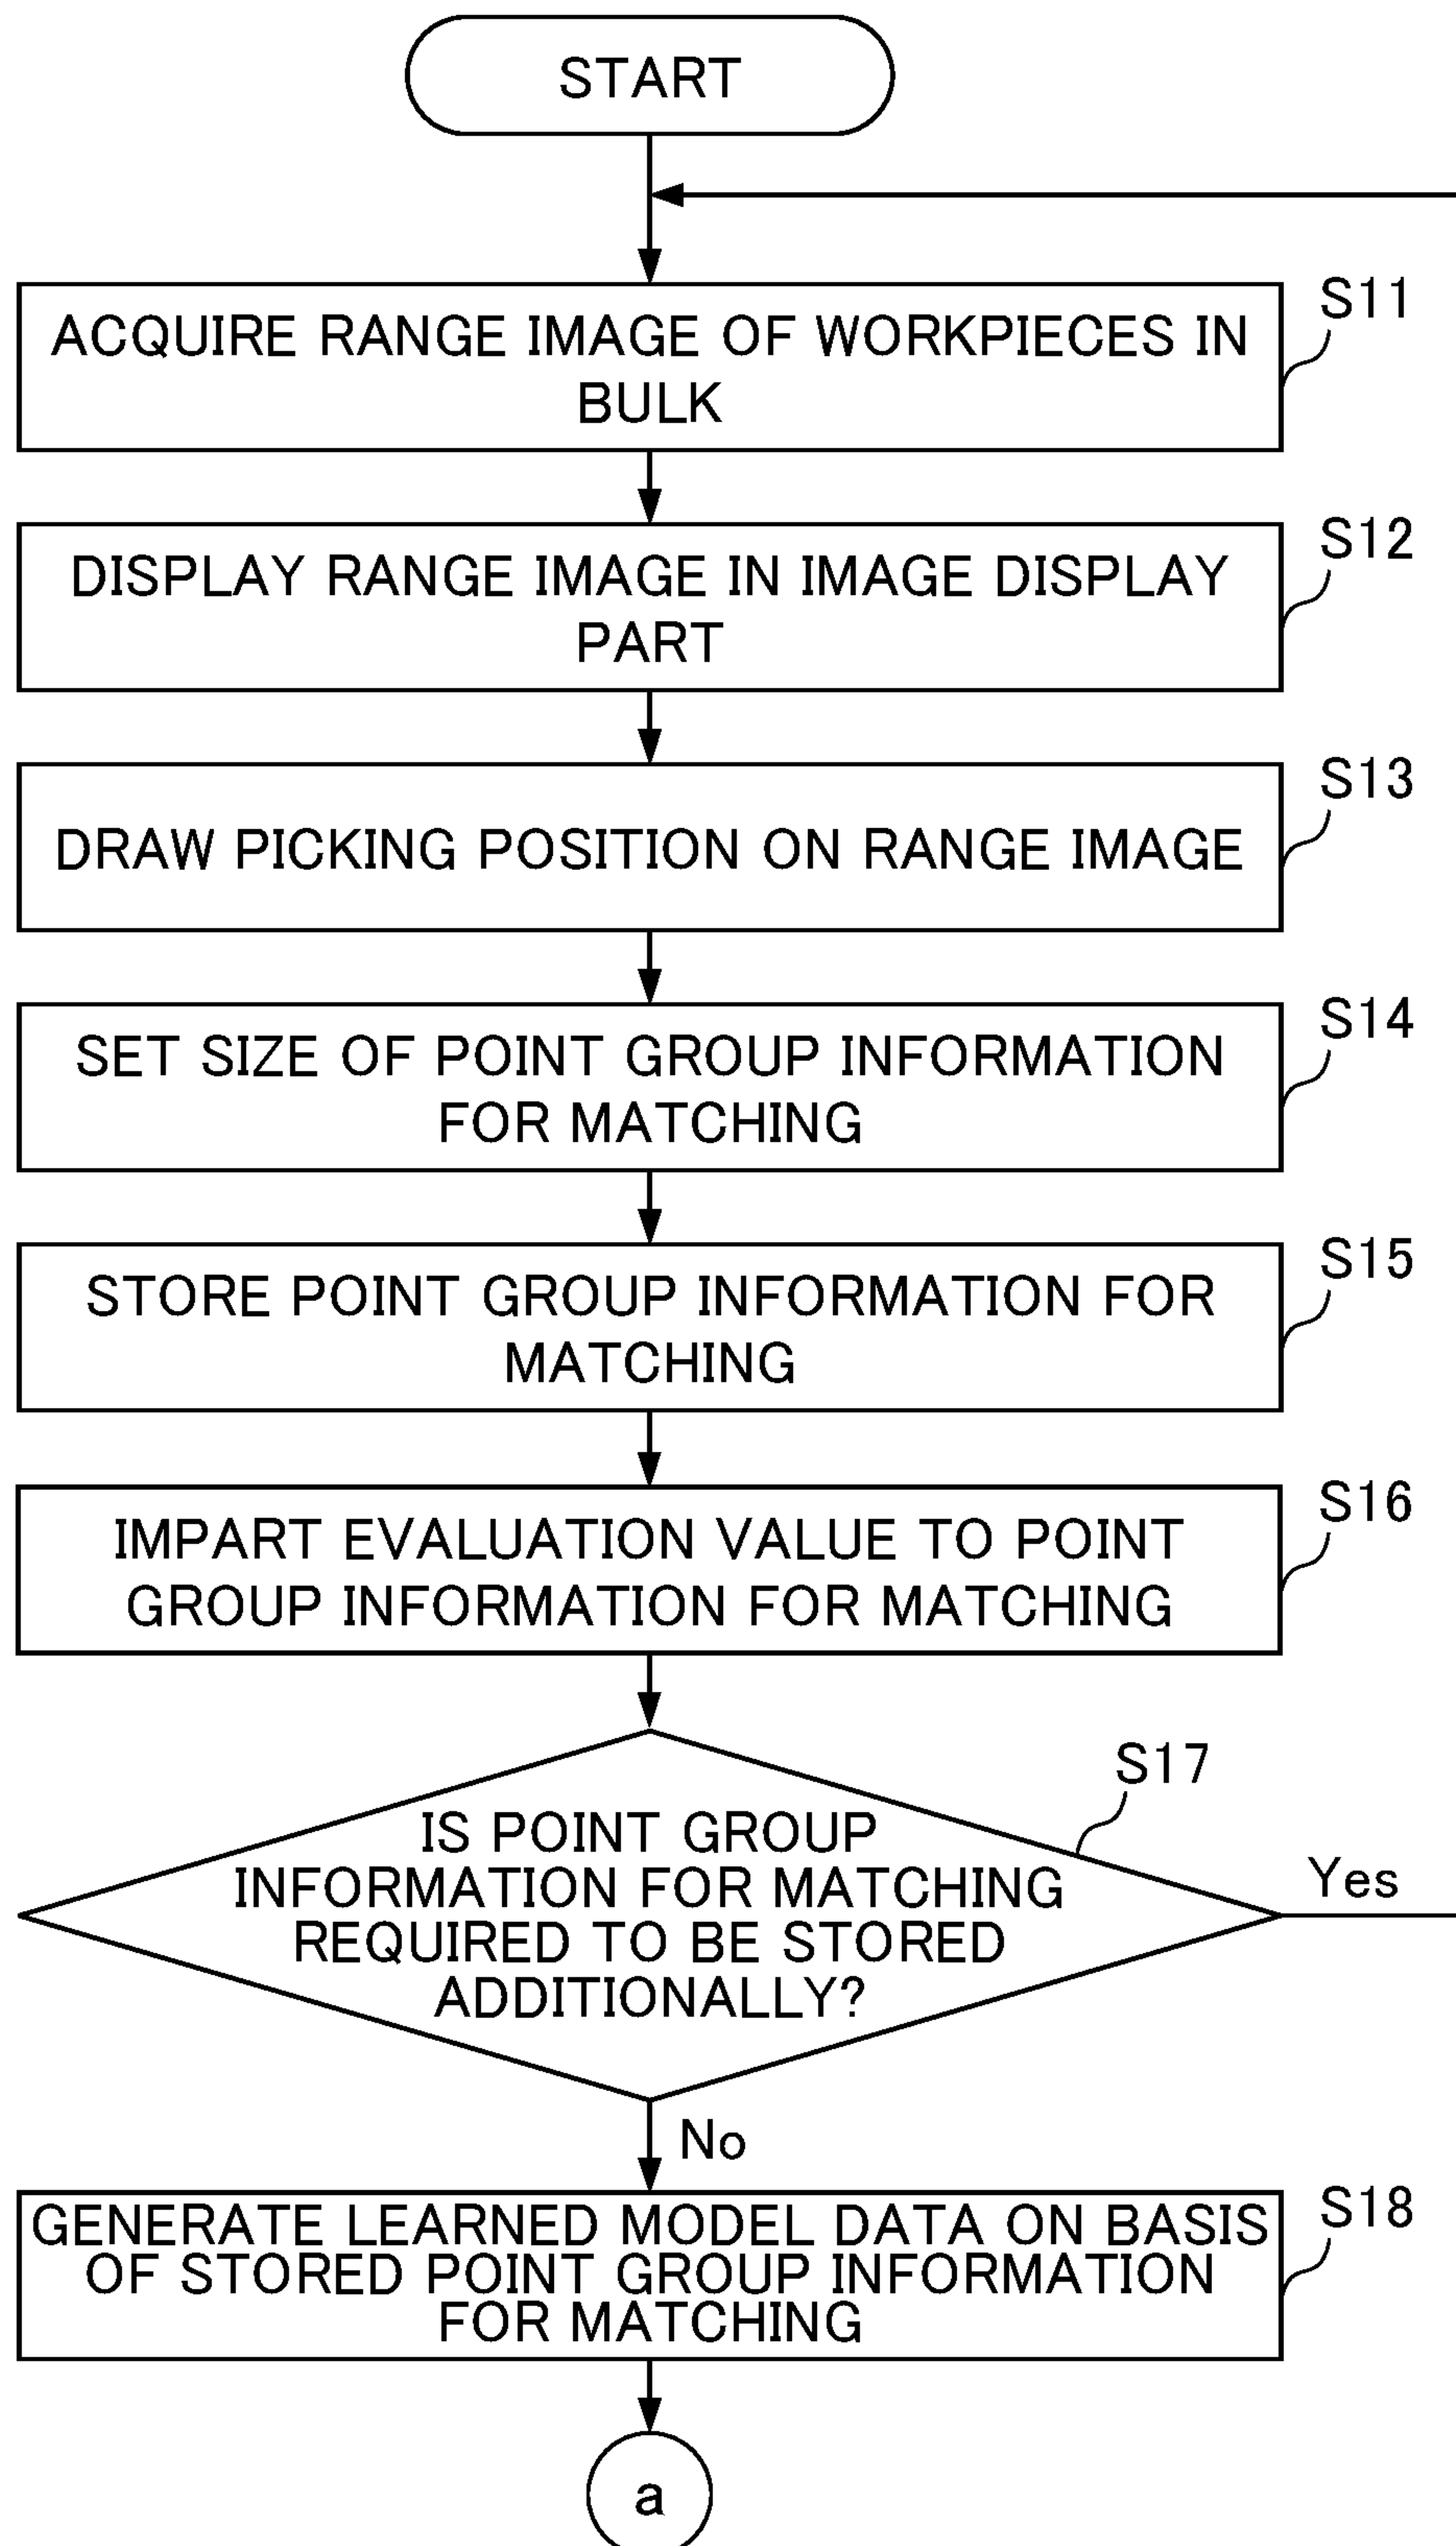 START
S11
ACQUIRE RANGE IMAGE OF WORKPIECES IN
BULK
S12
DISPLAY RANGE IMAGE IN IMAGE DISPLAY
PART
S13
DRAW PICKING POSITION ON RANGE IMAGE
S14
SET SIZE OF POINT GROUP INFORMATION
FOR MATCHING
S15
STORE POINT GROUP INFORMATION FOR
MATCHING
S16
IMPART EVALUATION VALUE TO POINT
GROUP INFORMATION FOR MATCHING
S17
IS POINT GROUP
INFORMATION FOR MATCHING
REQUIRED TO BE STORED
ADDITIONALLY?
Yes
No
S18
GENERATE LEARNED MODEL DATA ON BASIS
OF STORED POINT GROUP INFORMATION
FOR MATCHING
a